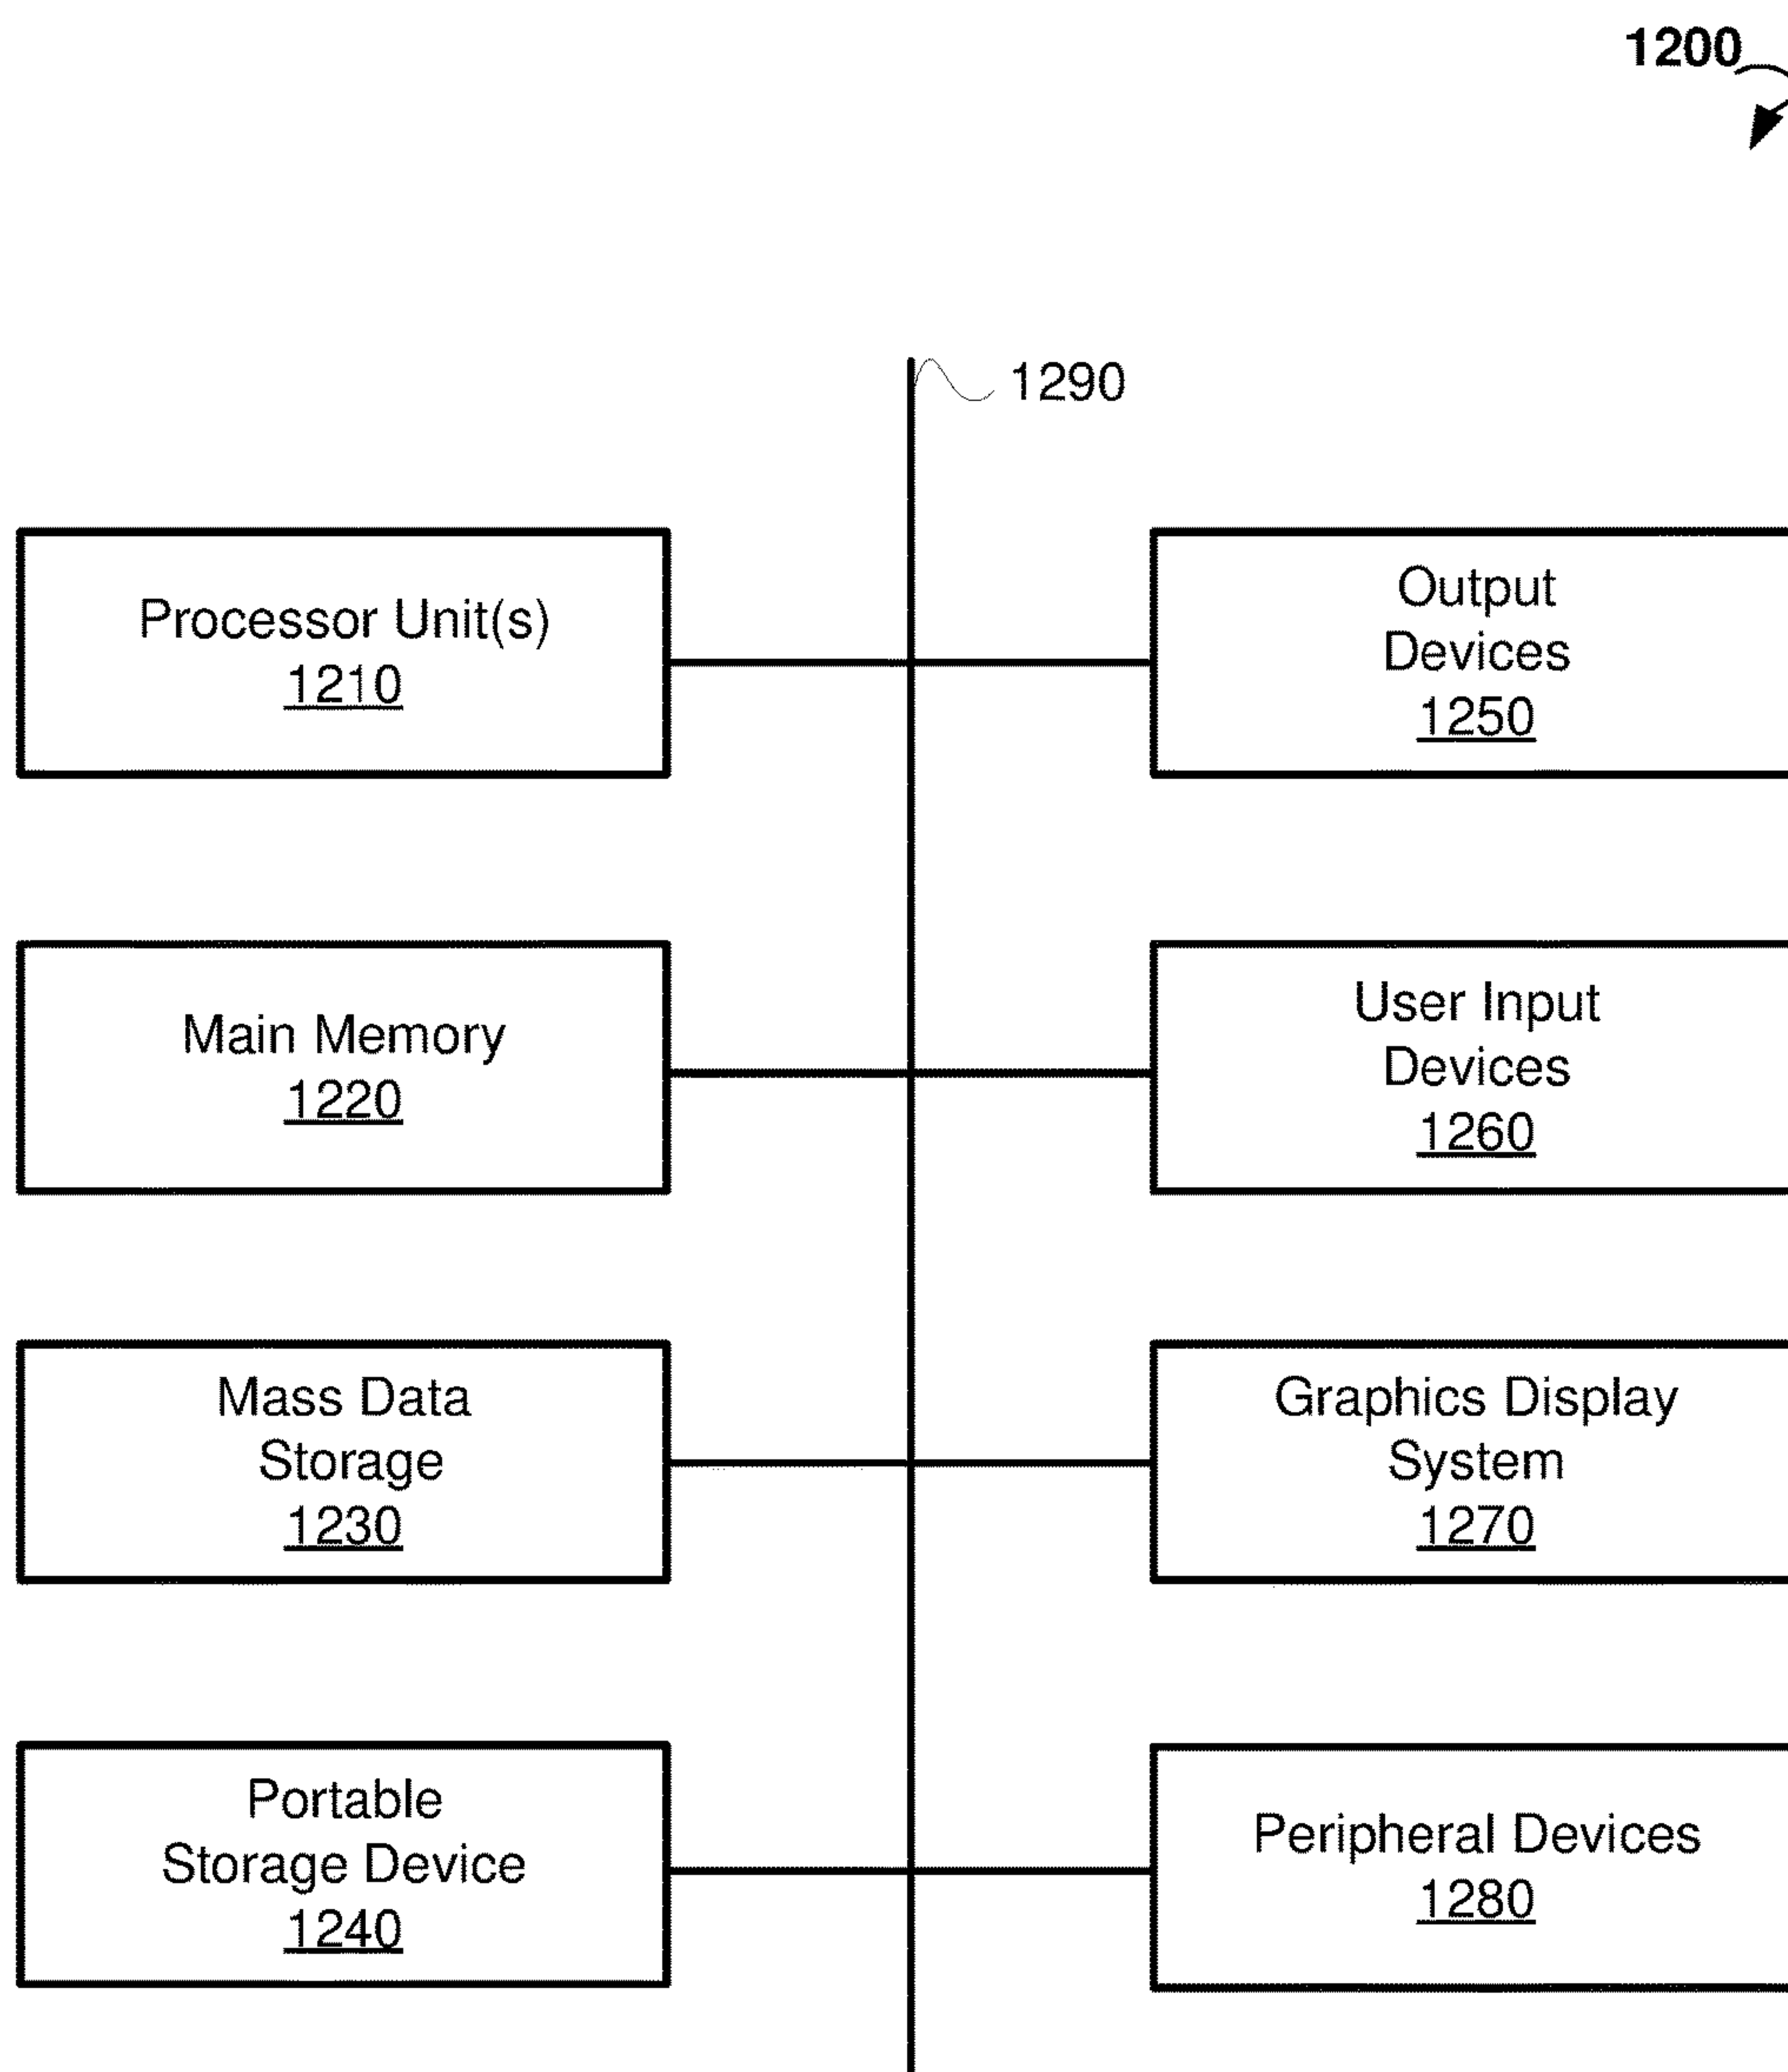 1200
1290
Processor Unit(s)
1210
Output
Devices
1250
Main Memory
1220
User Input
Devices
1260
Mass Data
Storage
1230
Graphics Display
System
1270
Portable
Storage Device
1240
Peripheral Devices
1280